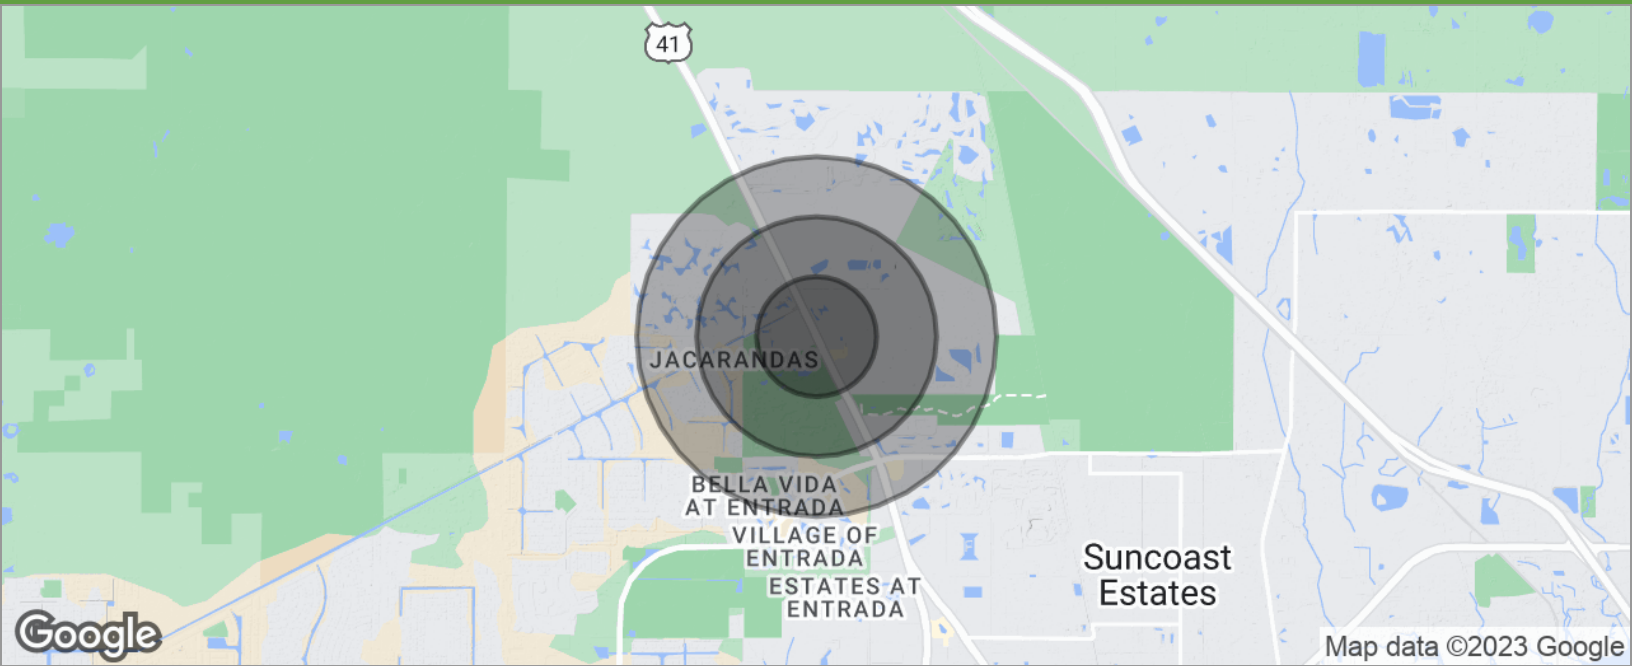 41
JACARANDAS
BELLA VIDA
AT ENTRADA
VILLAGE OF
ENTRADA
ESTATES AT
ENTRADA
Suncoast
Estates
Google
Map data ©2023 Google